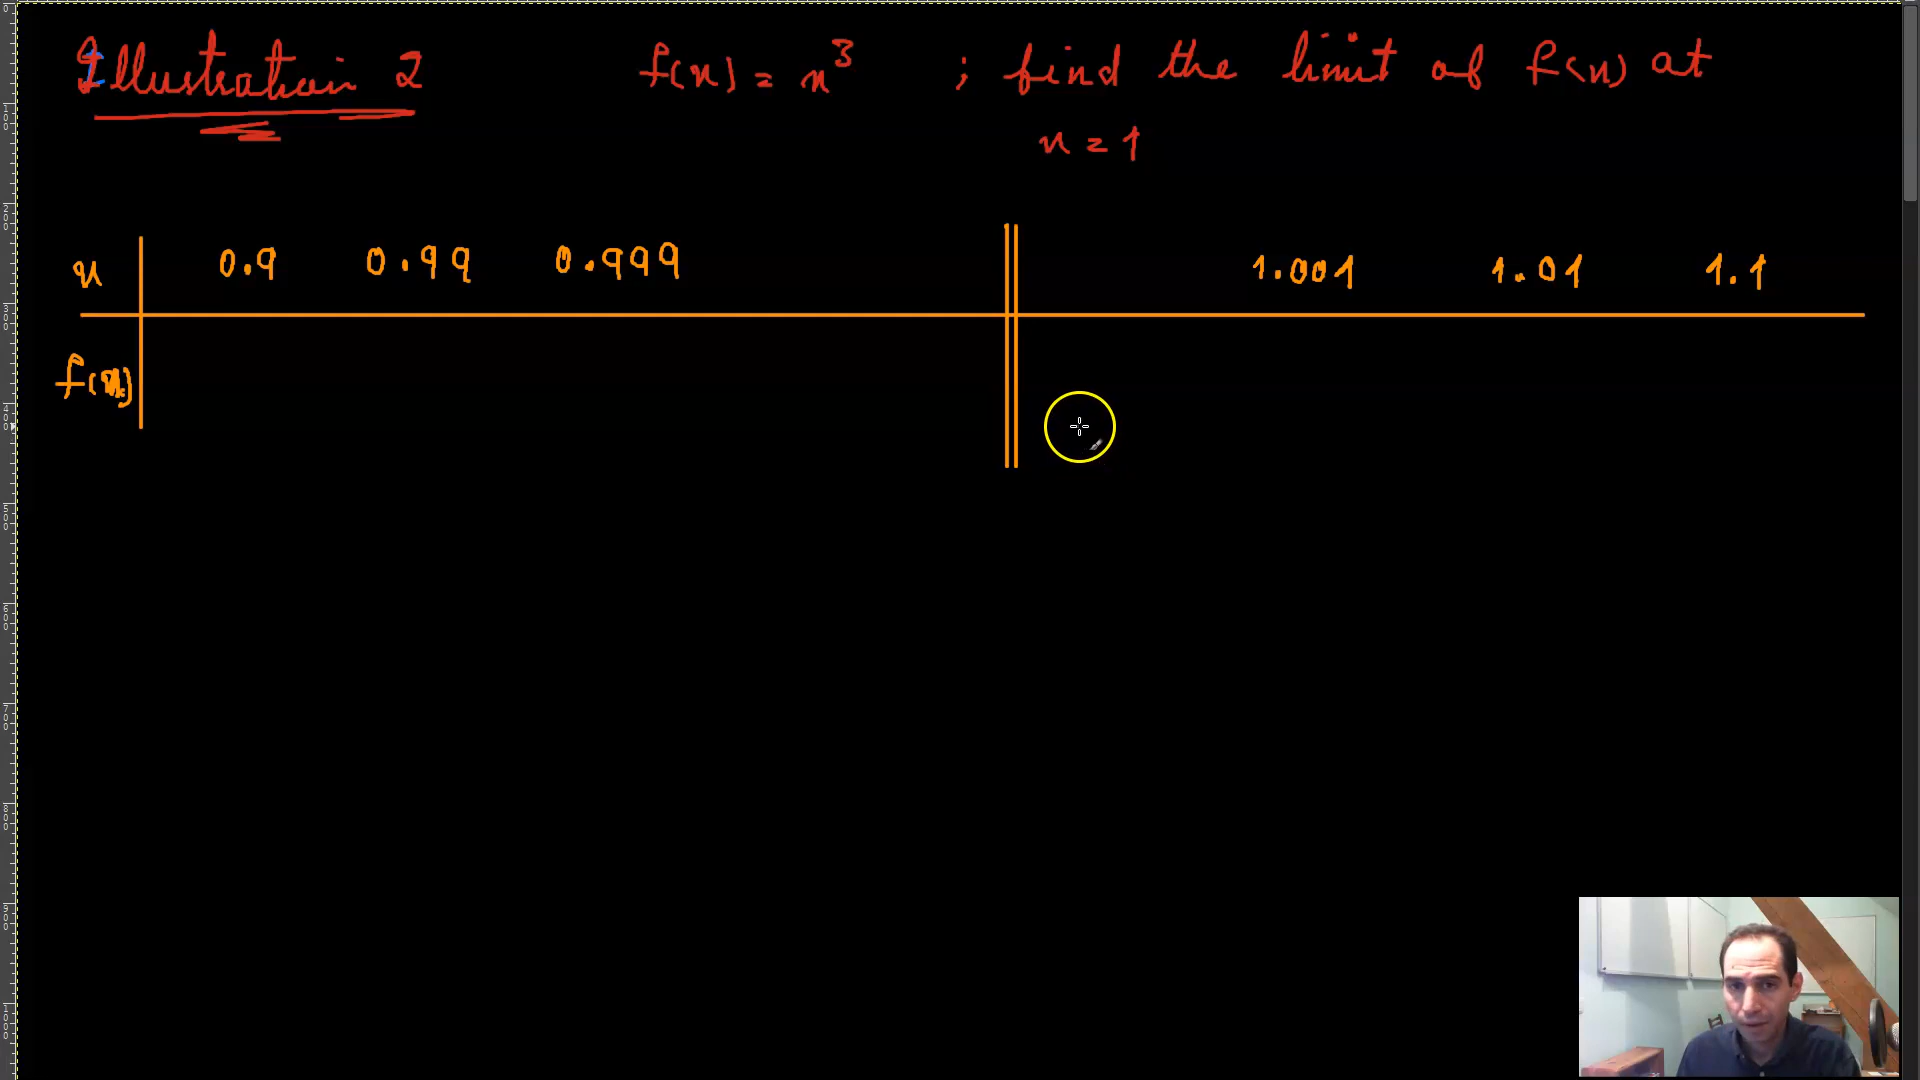 Illustration 2 f(x) = x³ ; find the limit of f(x) at
x = 1
x 0.9 0.99 0.999 1.001 1.01 1.1
f(x)